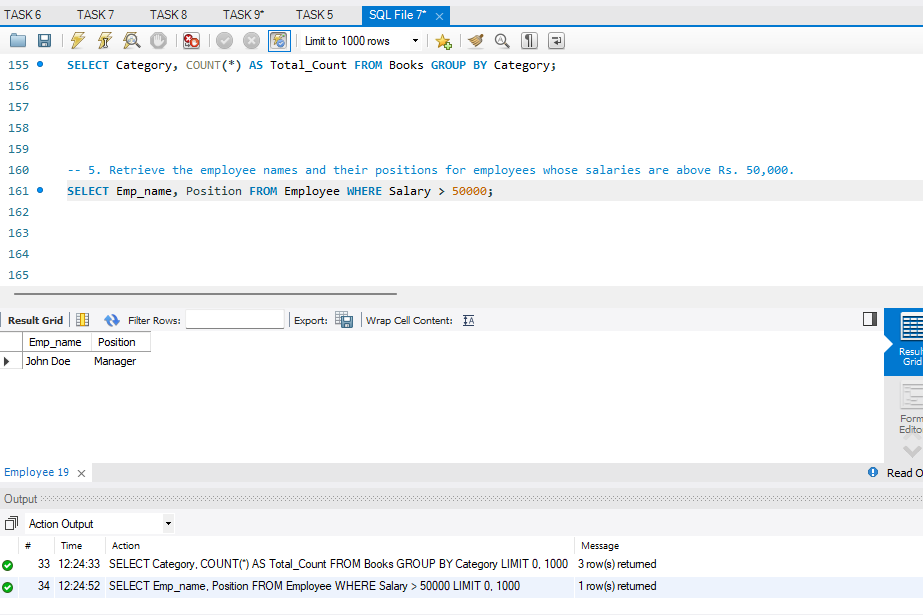 TASK 6 TASK 7 TASK 8 TASK 9* TASK 5 SQL File 7*
Limit to 1000 rows
155 SELECT Category, COUNT(*) AS Total_Count FROM Books GROUP BY Category;
156
157
158
159
160 -- 5. Retrieve the employee names and their positions for employees whose salaries are above Rs. 50,000.
161 SELECT Emp_name, Position FROM Employee WHERE Salary > 50000;
162
163
164
165
Result Grid Filter Rows: Export: Wrap Cell Content:
Emp_name Position
John Doe Manager
Result
Grid
Form
Edito
Employee 19 Read O
Output
Action Output
# Time Action Message
33 12:24:33 SELECT Category, COUNT(*) AS Total_Count FROM Books GROUP BY Category LIMIT 0, 1000 3 row(s) returned
34 12:24:52 SELECT Emp_name, Position FROM Employee WHERE Salary > 50000 LIMIT 0, 1000 1 row(s) returned